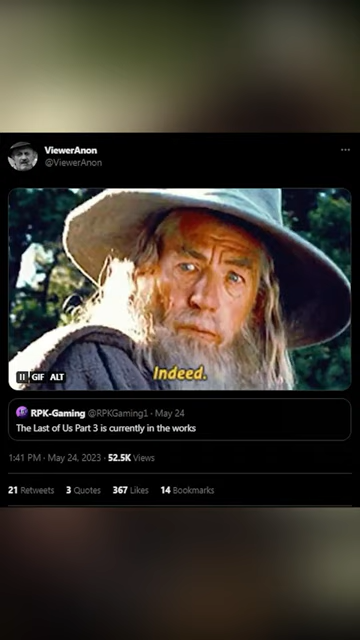 ViewerAnon
@ViewerAnon
Indeed.
GIF ALT
RPK-Gaming @RPKGaming1 · May 24
The Last of Us Part 3 is currently in the works
1:41 PM · May 24, 2023 · 52.5K Views
21 Retweets 3 Quotes 367 Likes 14 Bookmarks